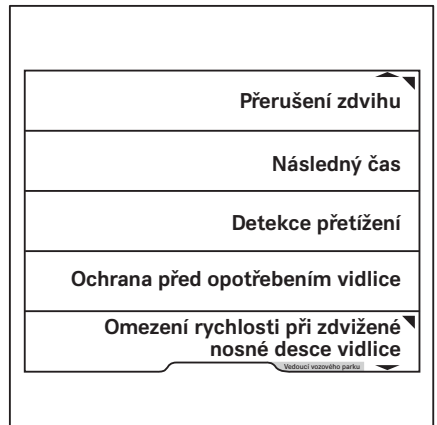 Přerušení zdvihu
Následný čas
Detekce přetížení
Ochrana před opotřebením vidlice
Omezení rychlosti při zdvižené
nosné desce vidlice
Vedoucí vozového parku